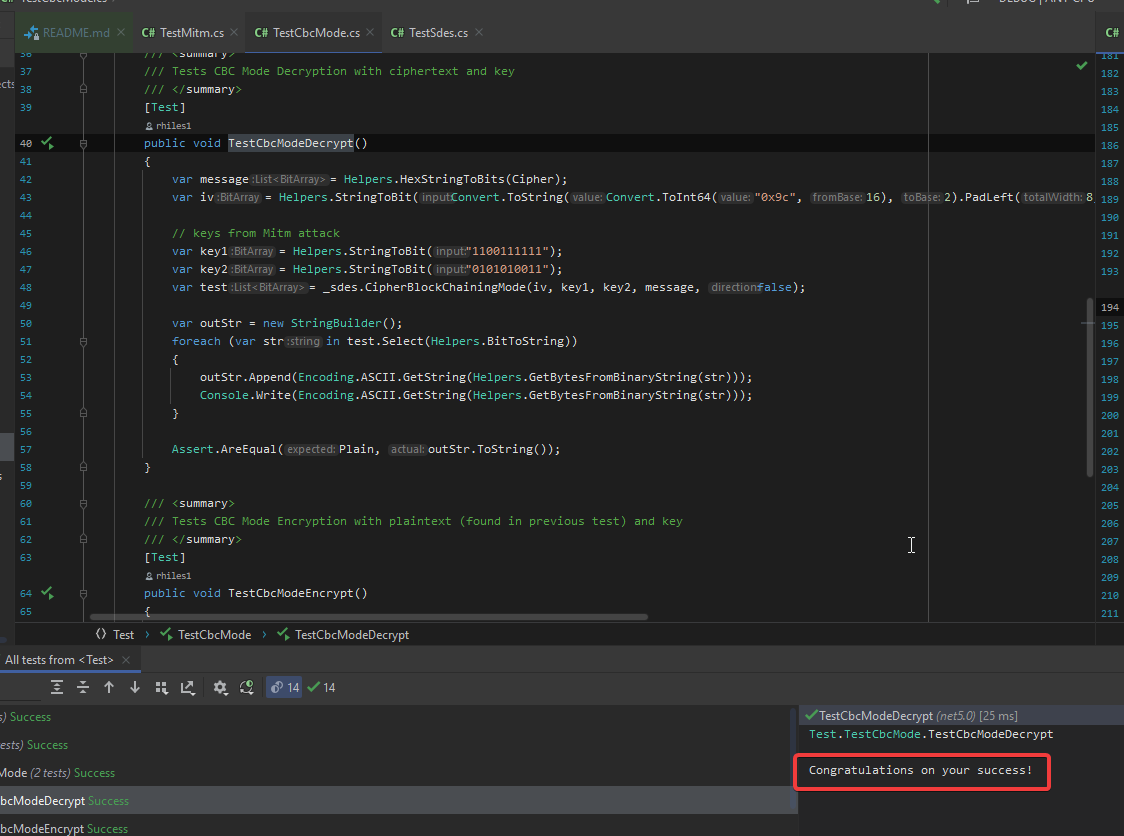 TestCbcMode.cs
DEBUG | ANY CPU
README.md
C# TestMitm.cs
C# TestCbcMode.cs
C# TestSdes.cs
C#
36 /// <summary> 181
37 /// Tests CBC Mode Decryption with ciphertext and key 182
38 /// </summary> 183
39 [Test] 184
rhiles1 185
40 public void TestCbcModeDecrypt() 186
41 { 187
42 var message :List<BitArray> = Helpers.HexStringToBits(Cipher); 188
43 var iv :BitArray = Helpers.StringToBit( input: Convert.ToString( value: Convert.ToInt64( value: "0x9c", fromBase: 16), toBase: 2).PadLeft( totalWidth: 8 189
44 190
45 // keys from Mitm attack 191
46 var key1 :BitArray = Helpers.StringToBit( input: "1100111111"); 192
47 var key2 :BitArray = Helpers.StringToBit( input: "0101010011"); 193
48 var test :List<BitArray> = _sdes.CipherBlockChainingMode(iv, key1, key2, message, direction: false);
49 194
50 var outStr = new StringBuilder(); 195
51 foreach (var str :string in test.Select(Helpers.BitToString)) 196
52 { 197
53 outStr.Append(Encoding.ASCII.GetString(Helpers.GetBytesFromBinaryString(str))); 198
54 Console.Write(Encoding.ASCII.GetString(Helpers.GetBytesFromBinaryString(str))); 199
55 } 200
56 201
57 Assert.AreEqual( expected: Plain, actual: outStr.ToString()); 202
58 } 203
59 204
60 /// <summary> 205
61 /// Tests CBC Mode Encryption with plaintext (found in previous test) and key 206
62 /// </summary> 207
63 [Test] 208
rhiles1 209
64 public void TestCbcModeEncrypt() 210
65 { 211
Test › TestCbcMode › TestCbcModeDecrypt
All tests from <Test>
14 14
s) Success
ests) Success
Mode (2 tests) Success
bcModeDecrypt Success
bcModeEncrypt Success
TestCbcModeDecrypt (net5.0) [25 ms]
Test.TestCbcMode.TestCbcModeDecrypt
Congratulations on your success!